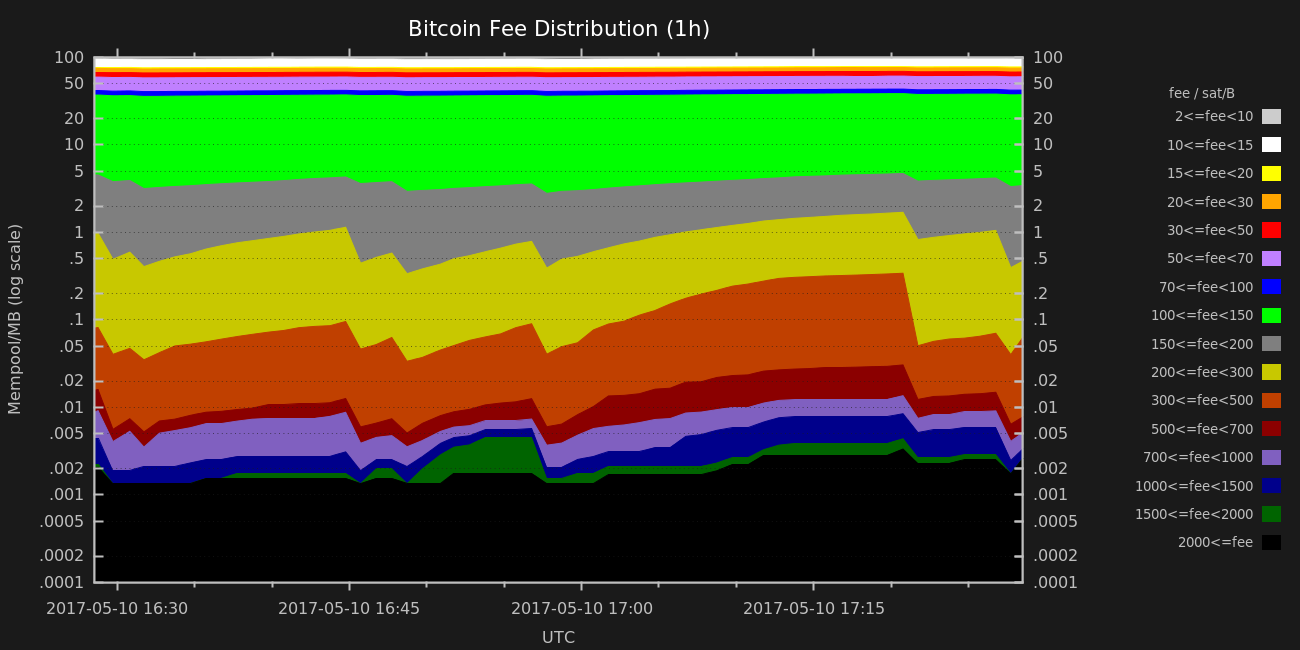 Bitcoin Fee Distribution (1h)
Mempool/MB (log scale)
100
50
20
10
5
2
1
.5
.2
.1
.05
.02
.01
.005
.002
.001
.0005
.0002
.0001
100
50
20
10
5
2
1
.5
.2
.1
.05
.02
.01
.005
.002
.001
.0005
.0002
.0001
2017-05-10 16:30 2017-05-10 16:45 2017-05-10 17:00 2017-05-10 17:15
UTC
fee / sat/B
2<=fee<10
10<=fee<15
15<=fee<20
20<=fee<30
30<=fee<50
50<=fee<70
70<=fee<100
100<=fee<150
150<=fee<200
200<=fee<300
300<=fee<500
500<=fee<700
700<=fee<1000
1000<=fee<1500
1500<=fee<2000
2000<=fee